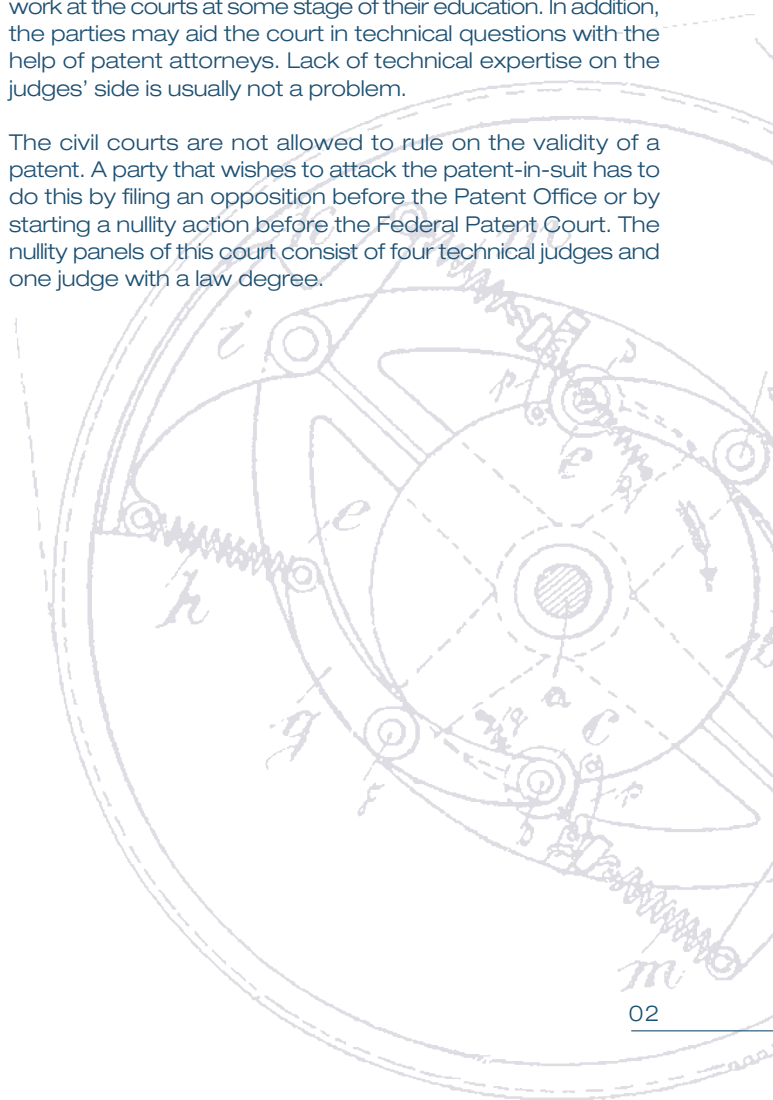 work at the courts at some stage of their education. In addition,
the parties may aid the court in technical questions with the
help of patent attorneys. Lack of technical expertise on the
judges’ side is usually not a problem.
The civil courts are not allowed to rule on the validity of a
patent. A party that wishes to attack the patent-in-suit has to
do this by filing an opposition before the Patent Office or by
starting a nullity action before the Federal Patent Court. The
nullity panels of this court consist of four technical judges and
one judge with a law degree.
i
p
e
h
g
a
C
p
m
02